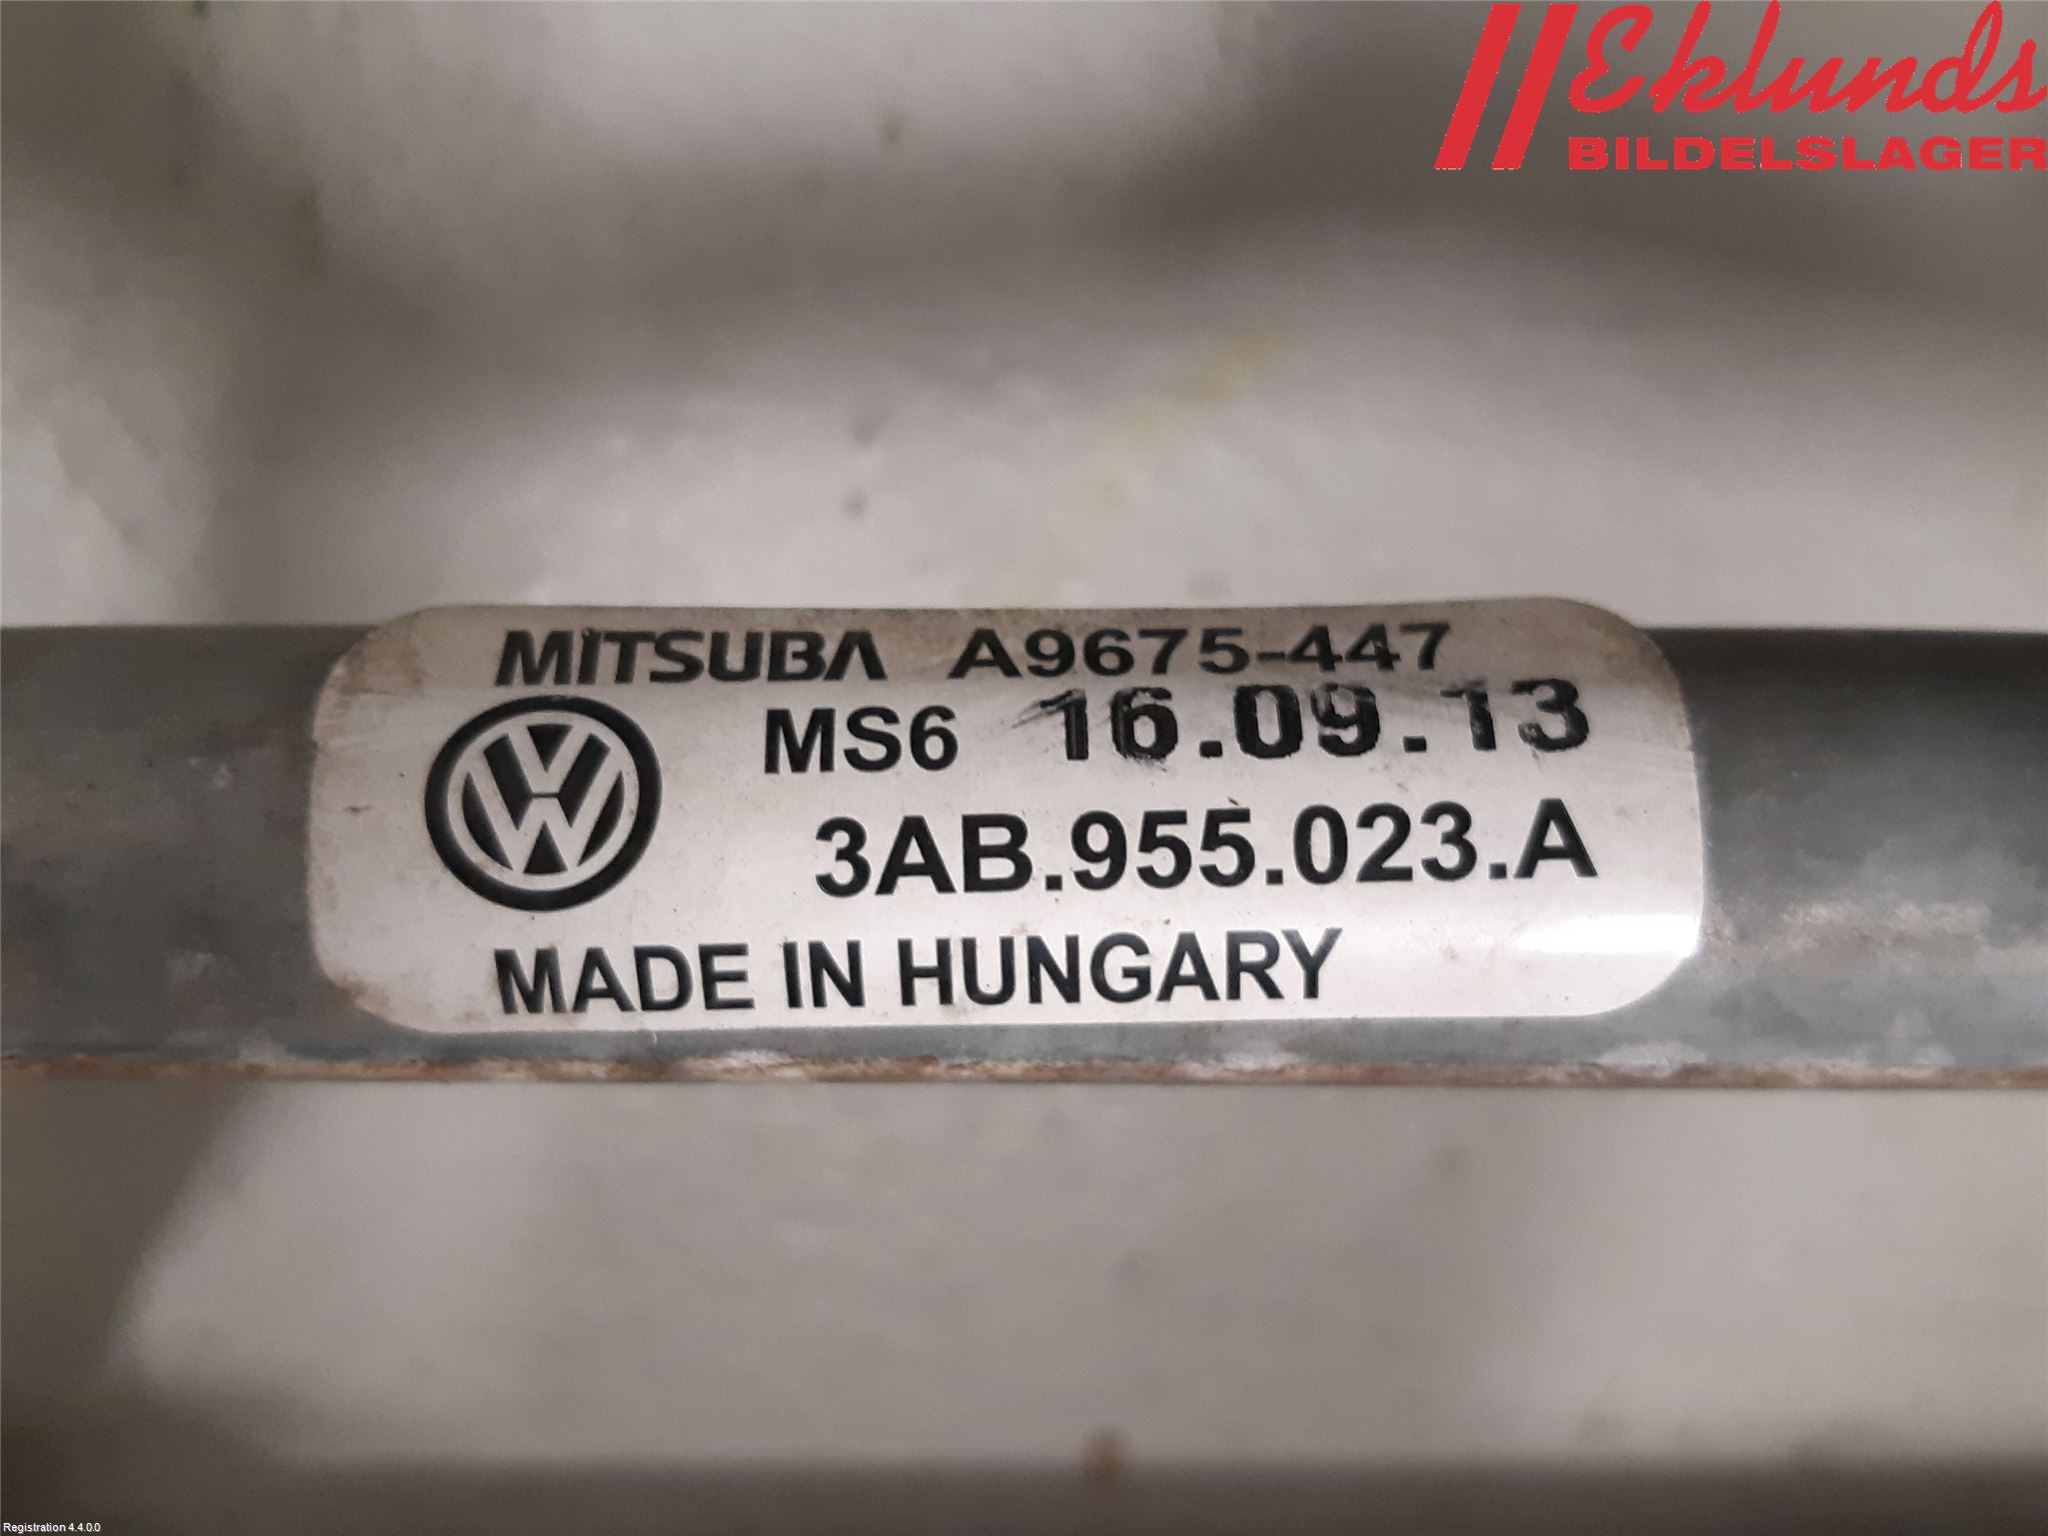 Eklunds
BILDELSLAGER
MITSUBA A9675-447
MS6 16.09.13
3AB.955.023.A
MADE IN HUNGARY
Registration 4.4.0.0